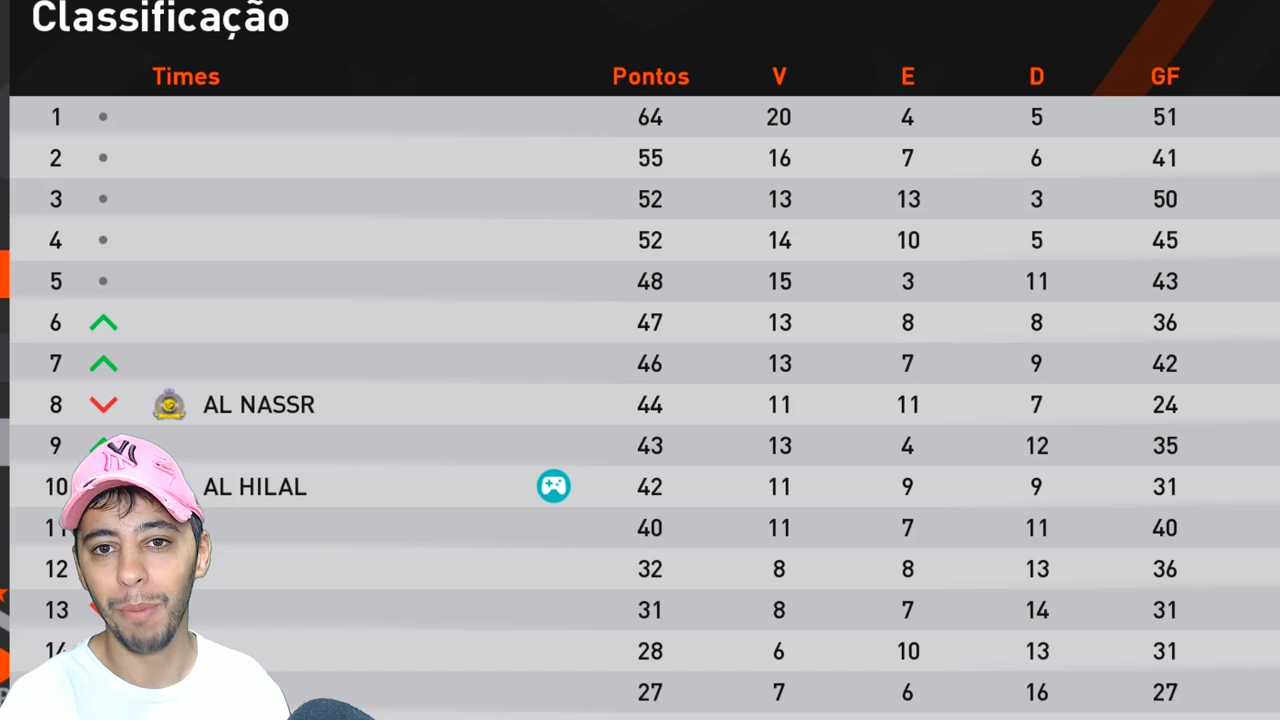 Classificação
Times Pontos V E D GF
1 64 20 4 5 51
2 55 16 7 6 41
3 52 13 13 3 50
4 52 14 10 5 45
5 48 15 3 11 43
6 47 13 8 8 36
7 46 13 7 9 42
8 AL NASSR 44 11 11 7 24
9 43 13 4 12 35
10 AL HILAL 42 11 9 9 31
11 40 11 7 11 40
12 32 8 8 13 36
13 31 8 7 14 31
14 28 6 10 13 31
27 7 6 16 27